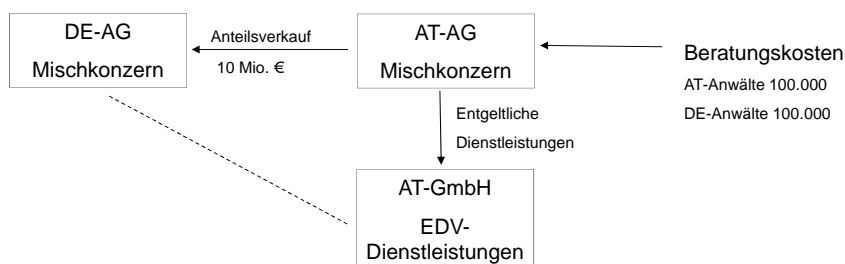 DE-AG
Mischkonzern
Anteilsverkauf
10 Mio. €
AT-AG
Mischkonzern
Beratungskosten
AT-Anwälte 100.000
DE-Anwälte 100.000
Entgeltliche
Dienstleistungen
AT-GmbH
EDV-
Dienstleistungen